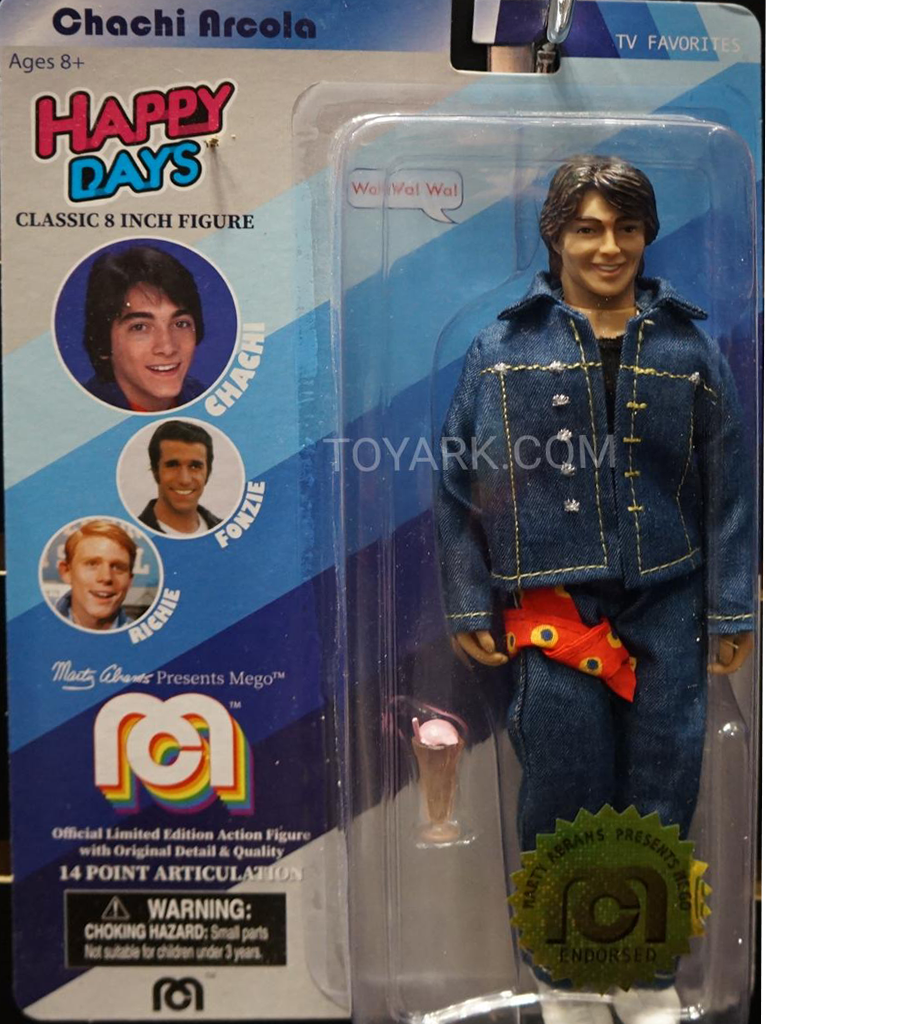 Chachi Arcola
TV FAVORITES
Ages 8+
HAPPY
DAYS
CLASSIC 8 INCH FIGURE
Wa! Wa! Wa!
CHACHI
FONZIE
RICHIE
TOYARK.COM
Marty Abrams Presents Mego™
Official Limited Edition Action Figure
with Original Detail & Quality
14 POINT ARTICULATION
WARNING:
CHOKING HAZARD: Small parts
Not suitable for children under 3 years.
MARTY ABRAMS PRESENTS MEGO
ENDORSED